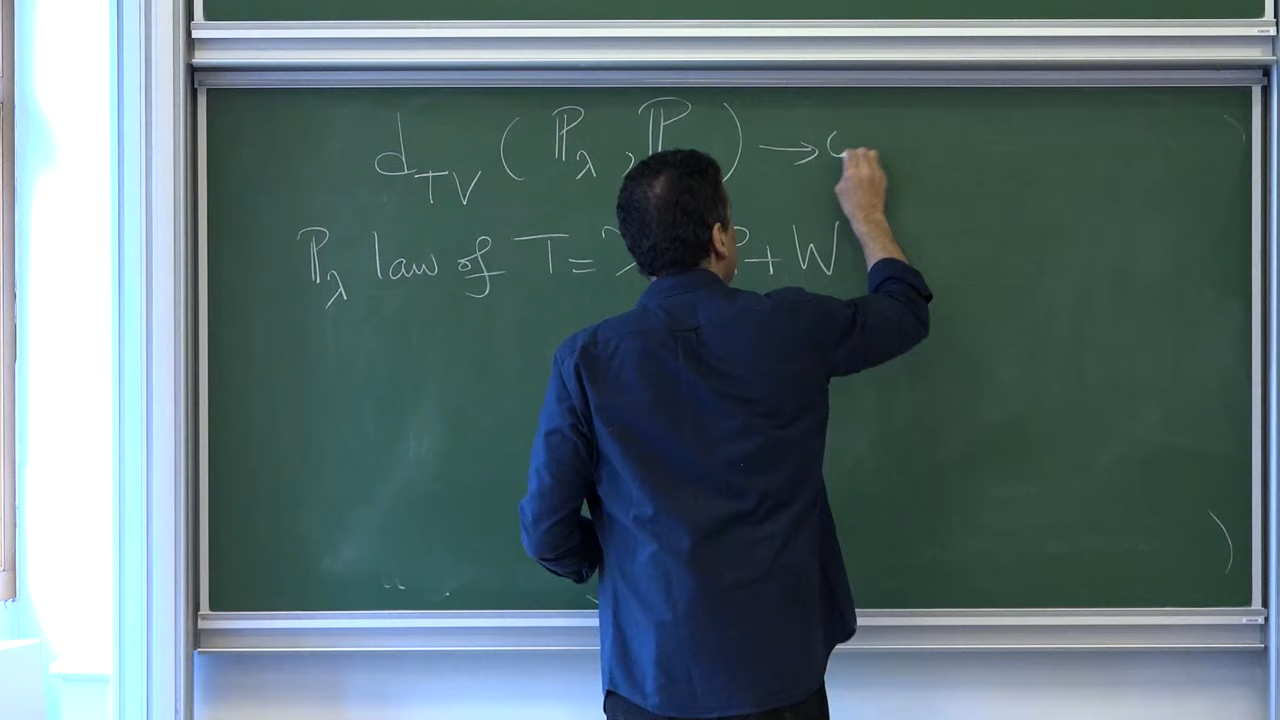 d_TV ( ℙ_λ , ℙ ) →
ℙ_λ law of T = λ + W